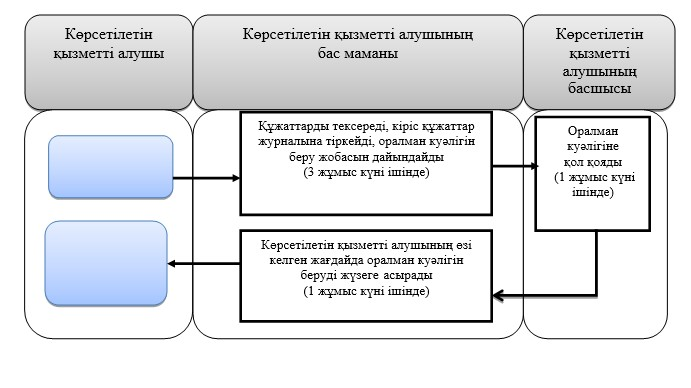 Көрсетілетін
қызметті алушы
Көрсетілетін қызметті алушының
бас маманы
Көрсетілетін
қызметті
алушының
басшысы
Құжаттарды тексереді, кіріс құжаттар
журналына тіркейді, оралман куәлігін
беру жобасын дайындайды
(3 жұмыс күні ішінде)
Оралман
куәлігіне
қол қояды
(1 жұмыс күні
ішінде)
Көрсетілетін қызметті алушының өзі
келген жағдайда оралман куәлігін
беруді жүзеге асырады
(1 жұмыс күні ішінде)